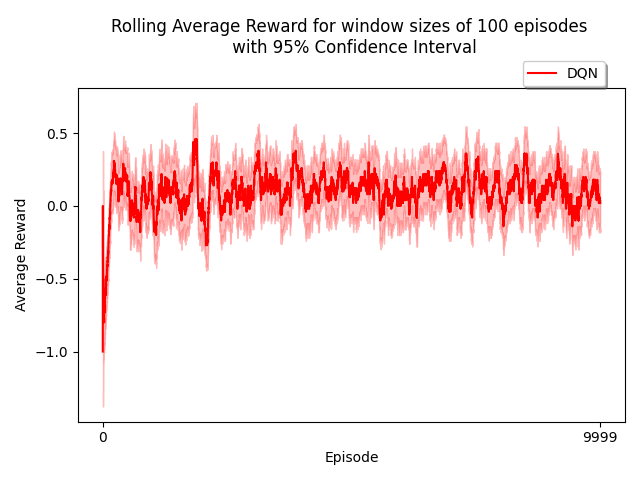 Rolling Average Reward for window sizes of 100 episodes
with 95% Confidence Interval
DQN
Average Reward
0.5
0.0
−0.5
−1.0
0
9999
Episode